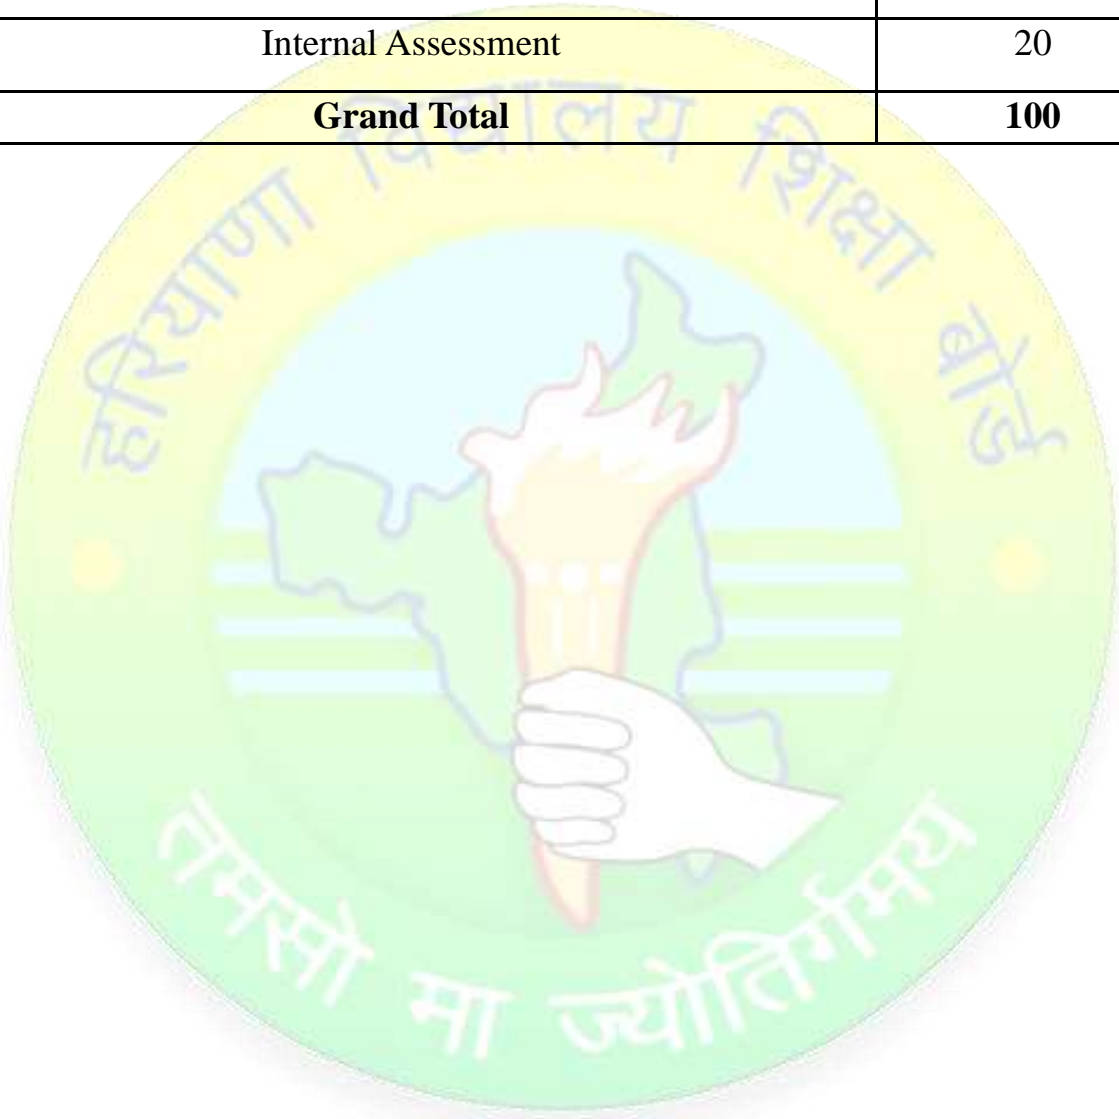 Internal Assessment 20
Grand Total 100
हरियाणा विद्यालय शिक्षा बोर्ड
तमसो मा ज्योतिर्गमय